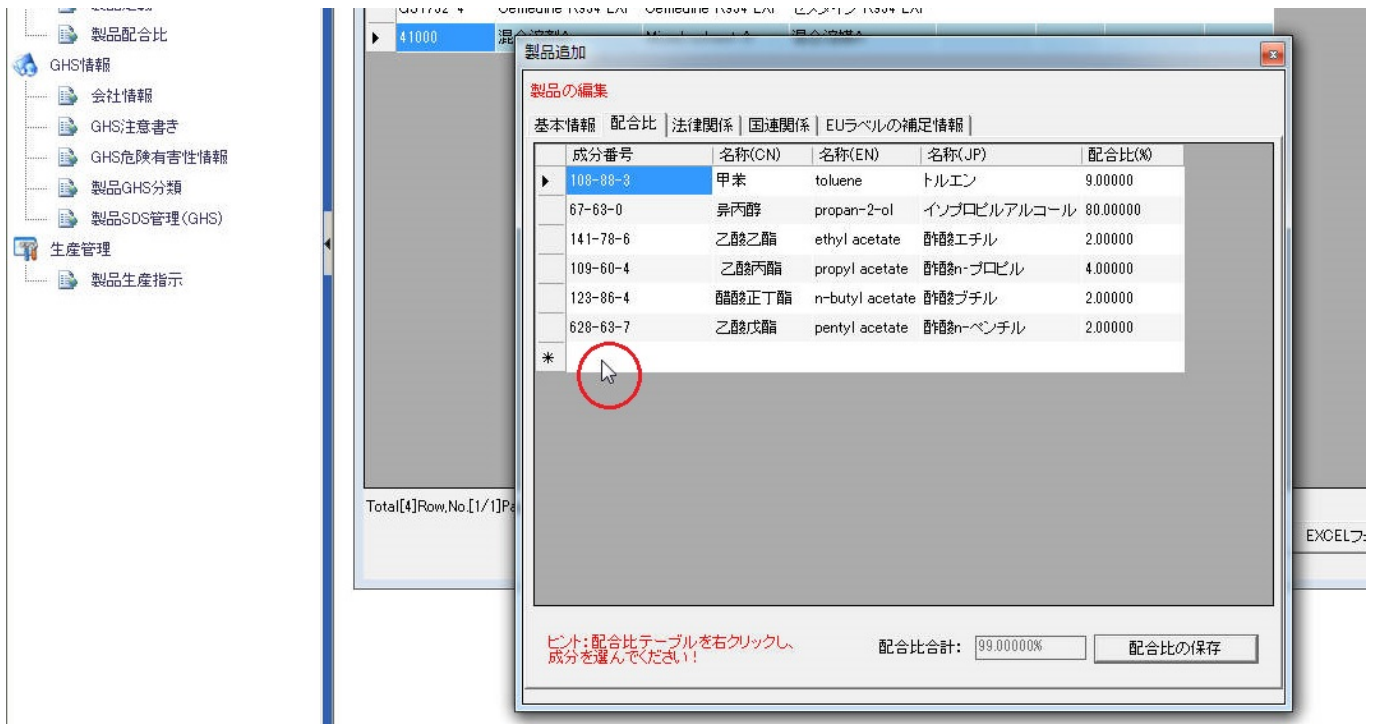 製品配合比
GHS情報
会社情報
GHS注意書き
GHS危険有害性情報
製品GHS分類
製品SDS管理(GHS)
生産管理
製品生産指示
41000
製品追加
製品の編集
基本情報 配合比 法律関係 国連関係 EUラベルの補足情報
成分番号 名称(CN) 名称(EN) 名称(JP) 配合比(%)
108-88-3 甲苯 toluene トルエン 9.00000
67-63-0 异丙醇 propan-2-ol イソプロピルアルコール 80.00000
141-78-6 乙酸乙酯 ethyl acetate 酢酸エチル 2.00000
109-60-4 乙酸丙酯 propyl acetate 酢酸n-プロピル 4.00000
123-86-4 醋酸正丁酯 n-butyl acetate 酢酸ブチル 2.00000
628-63-7 乙酸戊酯 pentyl acetate 酢酸n-ペンチル 2.00000
Total[4]Row,No.[1/1]Pa
EXCELフ
ヒント:配合比テーブルを右クリックし、
成分を選んでください!
配合比合計: 99.00000% 配合比の保存